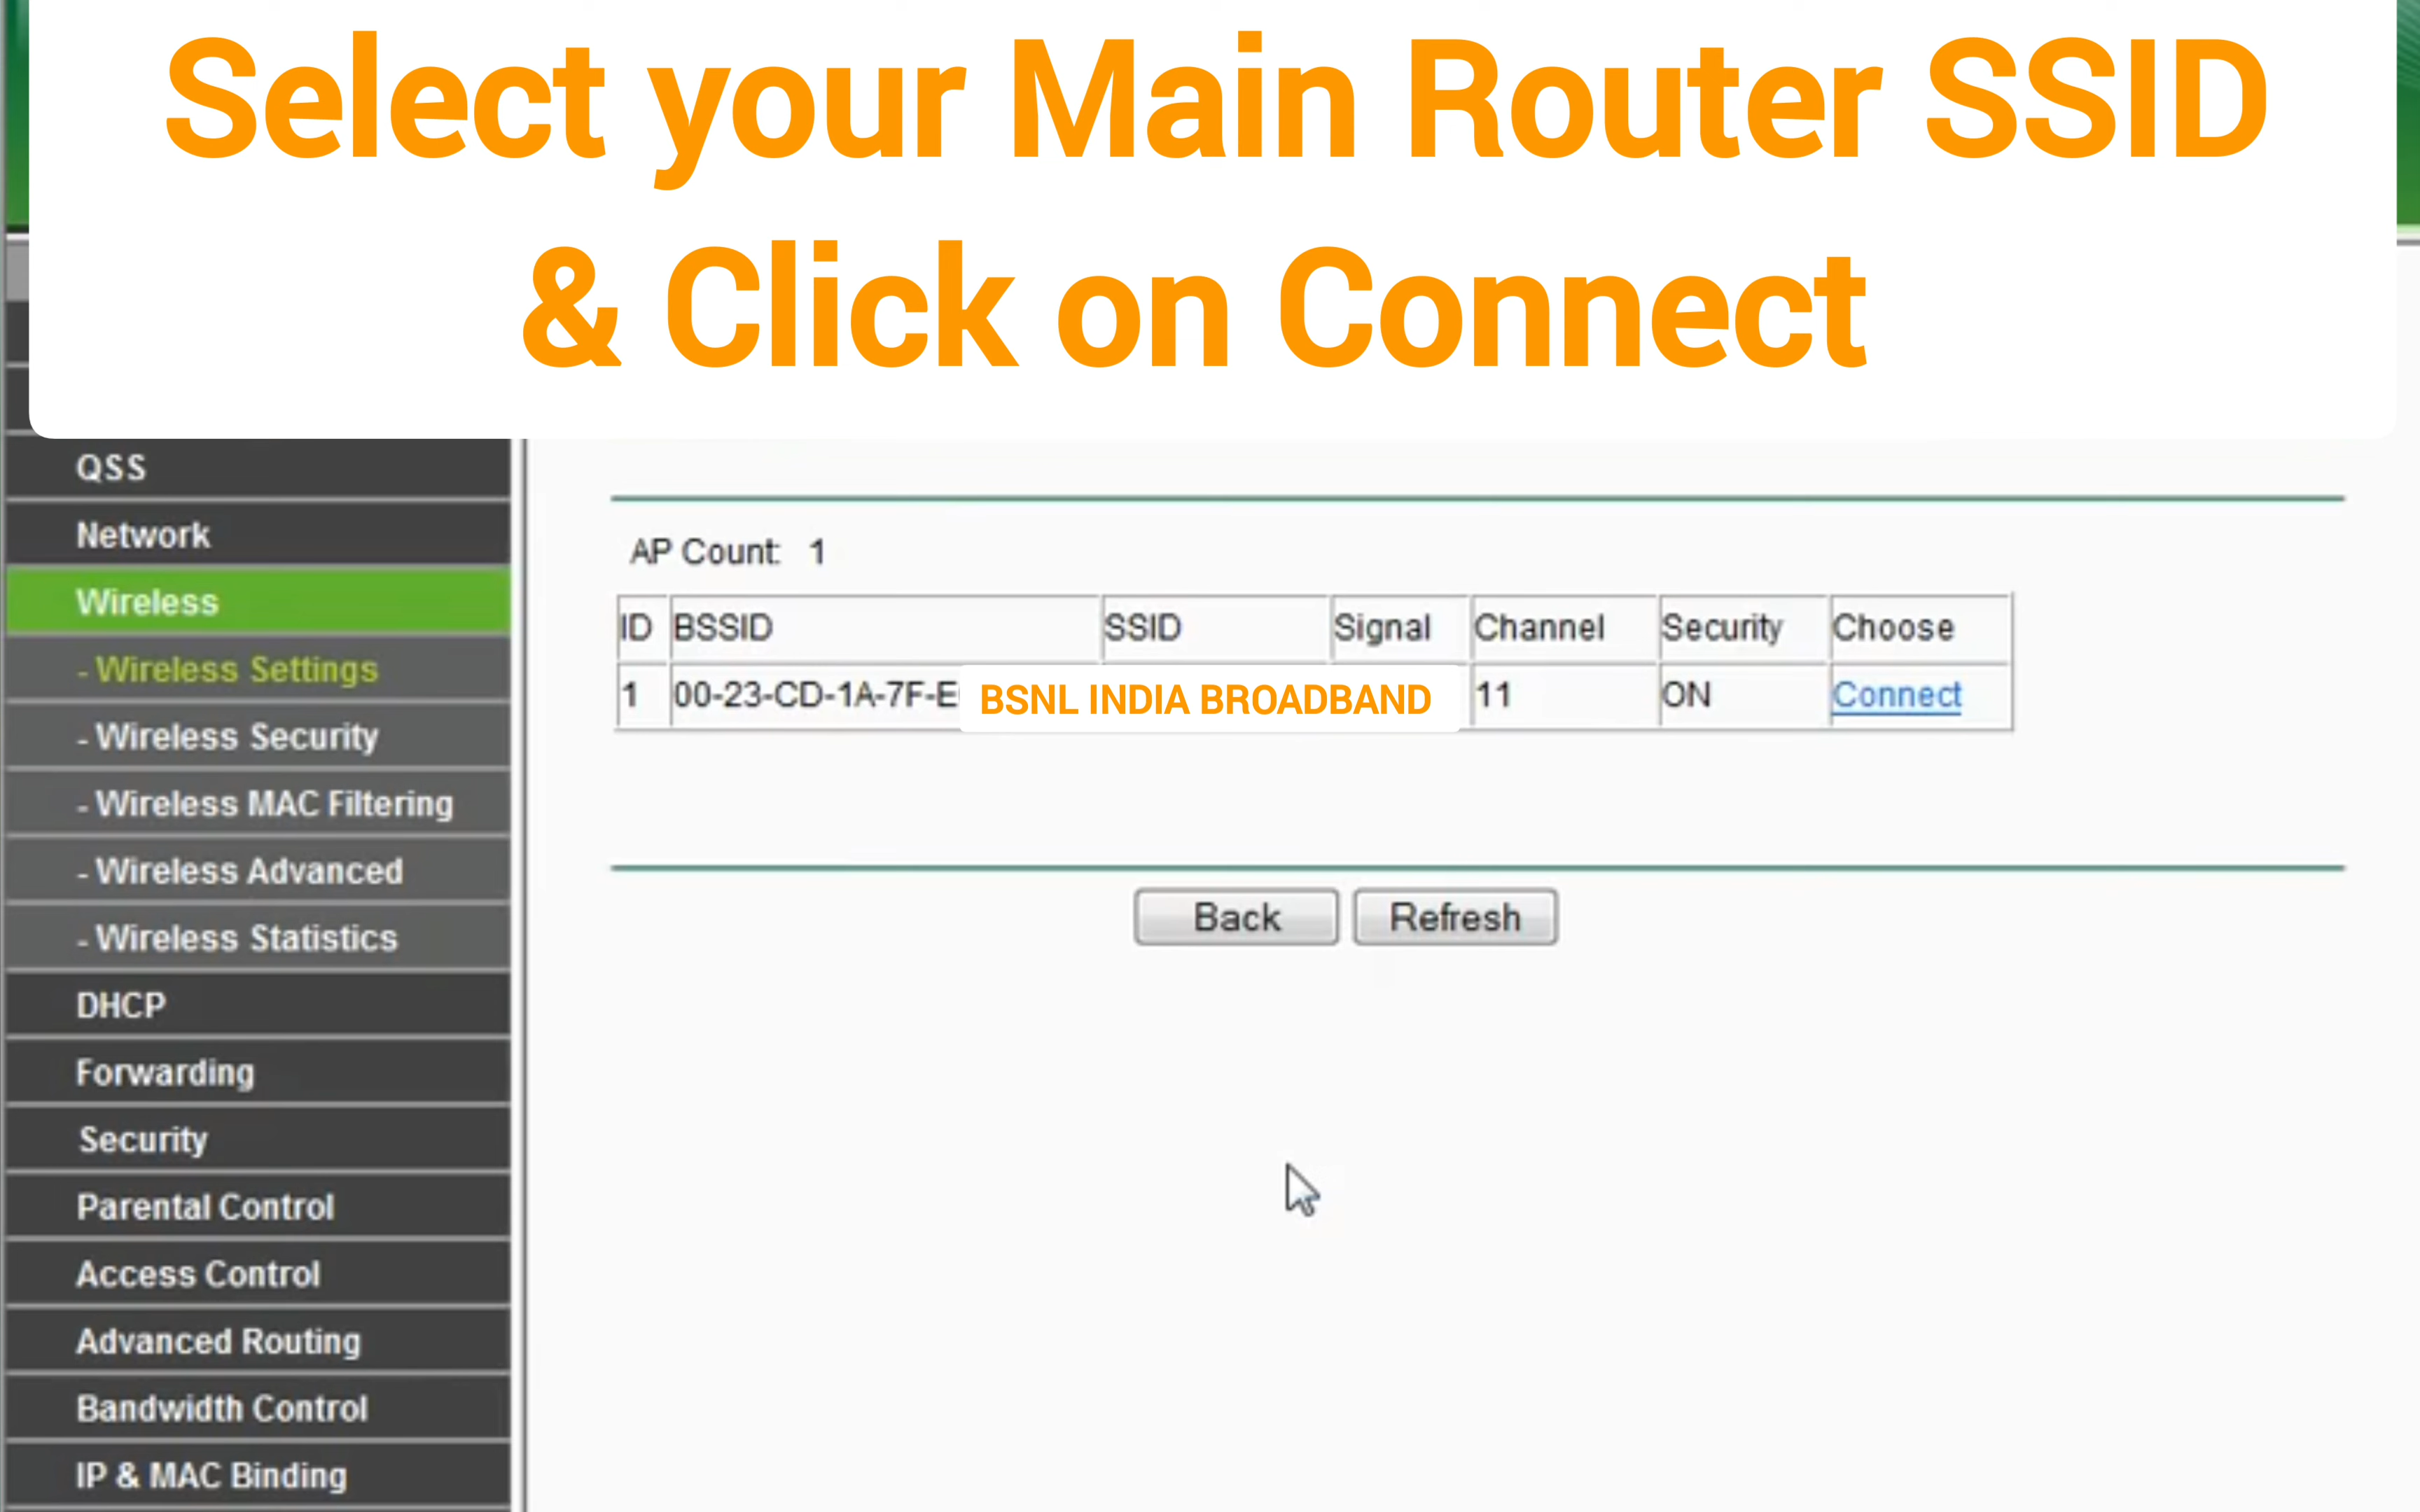 Select your Main Router SSID
& Click on Connect
QSS
Network
Wireless
- Wireless Settings
- Wireless Security
- Wireless MAC Filtering
- Wireless Advanced
- Wireless Statistics
DHCP
Forwarding
Security
Parental Control
Access Control
Advanced Routing
Bandwidth Control
IP & MAC Binding
AP Count: 1
ID BSSID SSID Signal Channel Security Choose
1 00-23-CD-1A-7F-E BSNL INDIA BROADBAND 11 ON Connect
Back Refresh